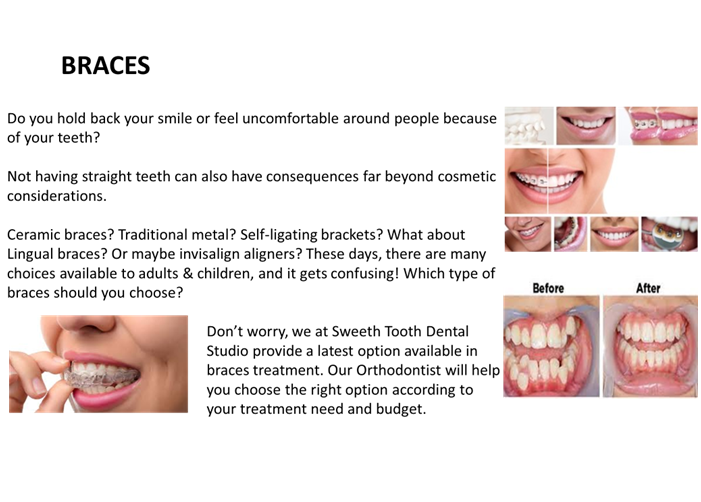 BRACES
Do you hold back your smile or feel uncomfortable around people because
of your teeth?
Not having straight teeth can also have consequences far beyond cosmetic
considerations.
Ceramic braces? Traditional metal? Self-ligating brackets? What about
Lingual braces? Or maybe invisalign aligners? These days, there are many
choices available to adults & children, and it gets confusing! Which type of
braces should you choose?
Don’t worry, we at Sweeth Tooth Dental
Studio provide a latest option available in
braces treatment. Our Orthodontist will help
you choose the right option according to
your treatment need and budget.
Before After